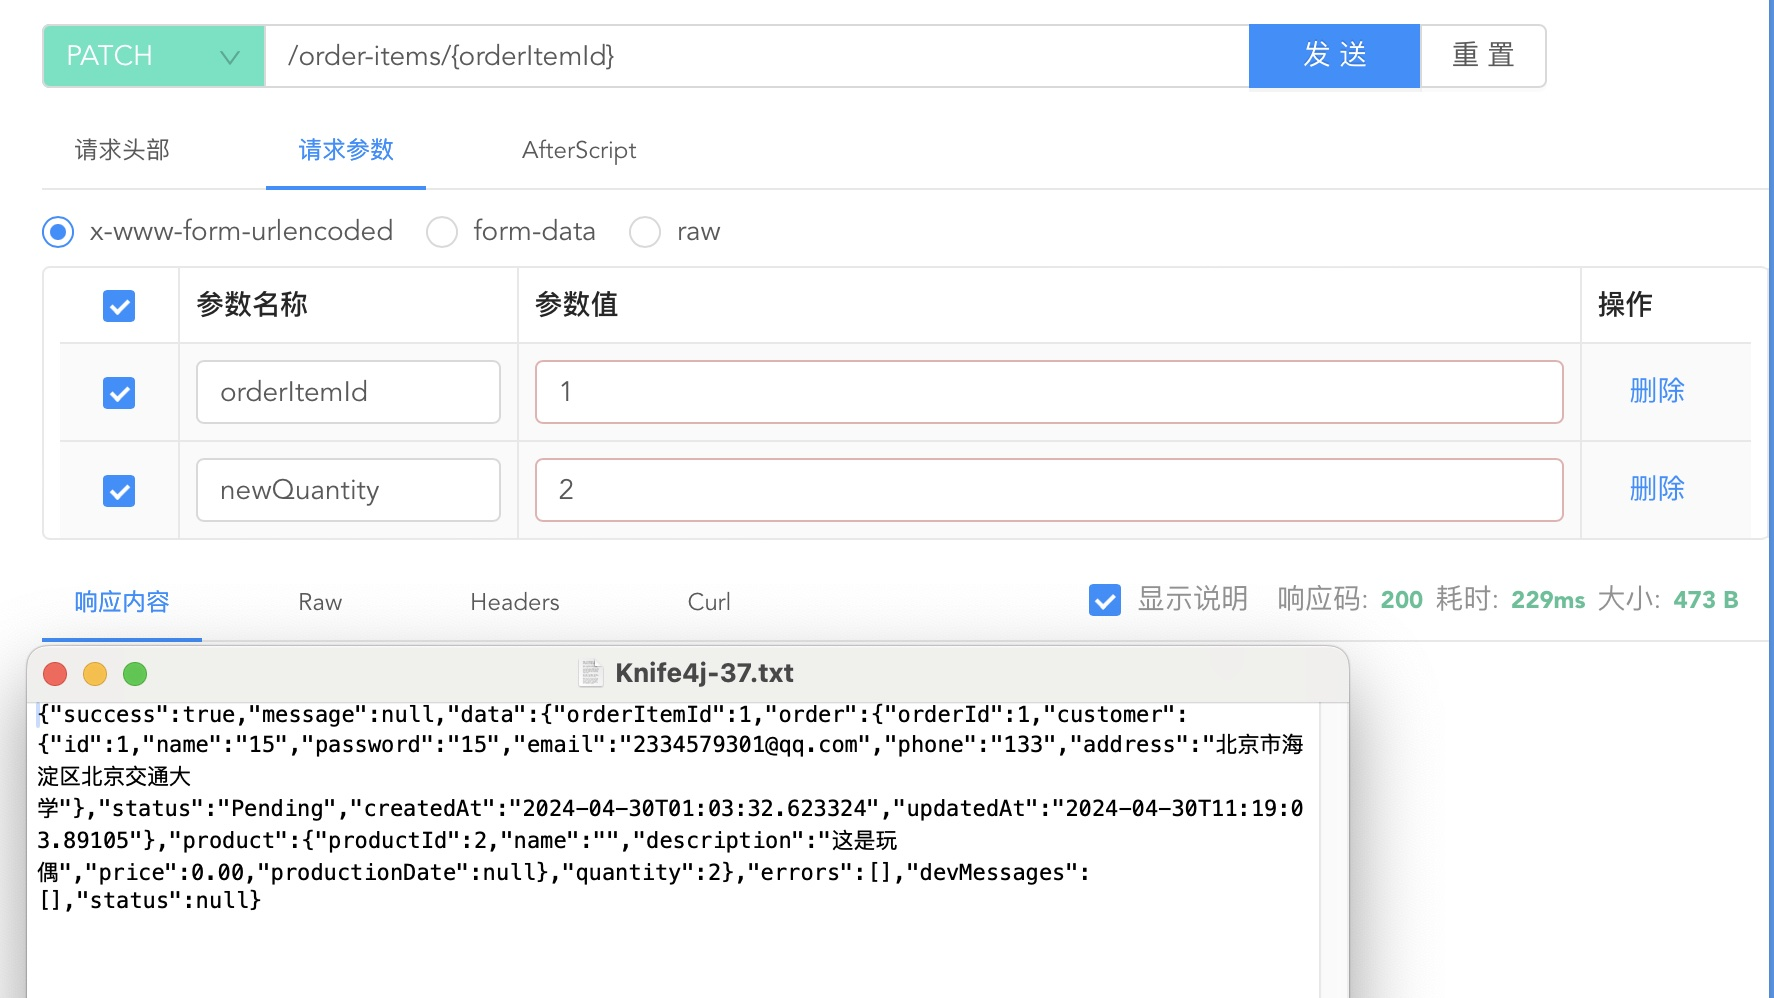 PATCH /order-items/{orderItemId} 发 送 重 置
请求头部 请求参数 AfterScript
x-www-form-urlencoded form-data raw
参数名称 参数值 操作
orderItemId 1 删除
newQuantity 2 删除
响应内容 Raw Headers Curl 显示说明 响应码: 200 耗时: 229ms 大小: 473 B
Knife4j-37.txt
{"success":true,"message":null,"data":{"orderItemId":1,"order":{"orderId":1,"customer":
{"id":1,"name":"15","password":"15","email":"2334579301@qq.com","phone":"133","address":"北京市海
淀区北京交通大
学"},"status":"Pending","createdAt":"2024-04-30T01:03:32.623324","updatedAt":"2024-04-30T11:19:0
3.89105"},"product":{"productId":2,"name":"","description":"这是玩
偶","price":0.00,"productionDate":null},"quantity":2},"errors":[],"devMessages":
[],"status":null}